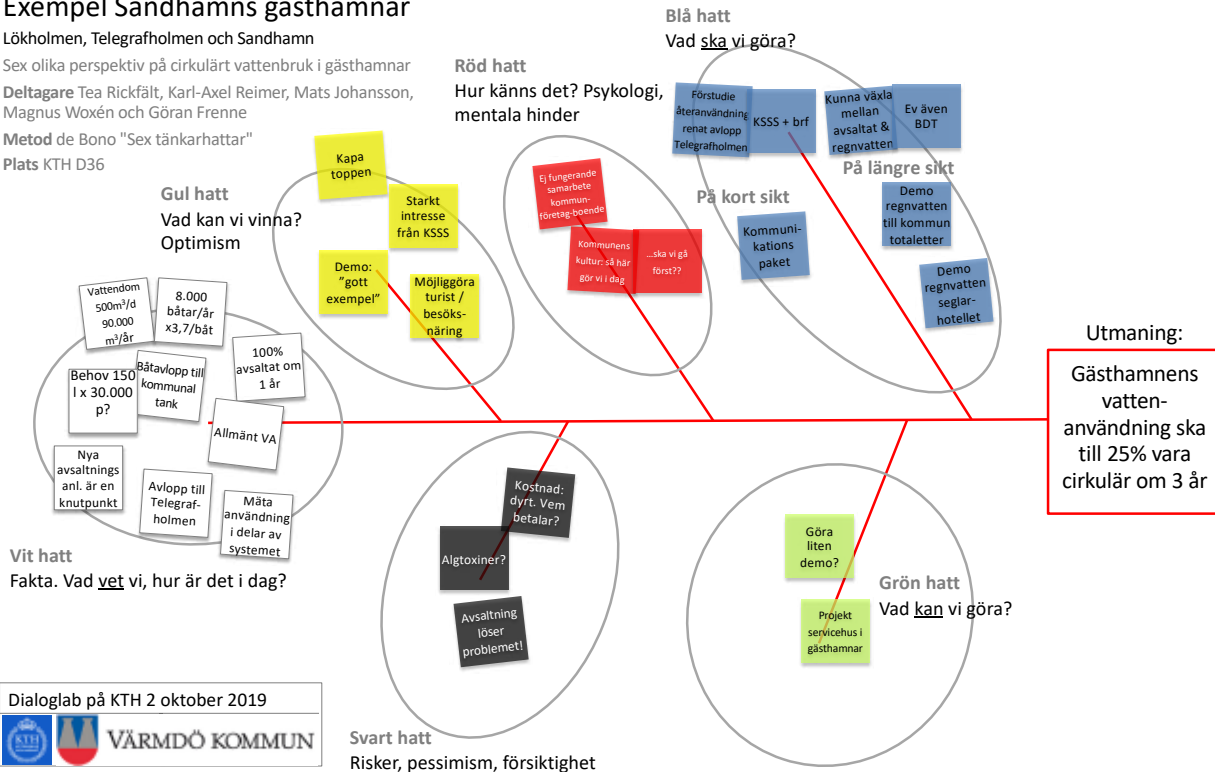 Exempel Sandhamns gästhamnar
Lökholmen, Telegrafholmen och Sandhamn
Sex olika perspektiv på cirkulärt vattenbruk i gästhamnar
Deltagare Tea Rickfält, Karl-Axel Reimer, Mats Johansson,
Magnus Woxén och Göran Frenne
Metod de Bono "Sex tänkarhattar"
Plats KTH D36
Gul hatt
Vad kan vi vinna?
Optimism
Kapa
toppen
Starkt
intresse
från KSSS
Demo:
”gott
exempel”
Möjliggöra
turist /
besöks-
näring
Röd hatt
Hur känns det? Psykologi,
mentala hinder
Ej fungerande
samarbete
kommun-
företag-boende
Kommunens
kultur: så här
gör vi i dag
...ska vi gå
först??
Blå hatt
Vad ska vi göra?
Förstudie
återanvändning
renat avlopp
Telegrafholmen
KSSS + brf
Kunna växla
mellan
avsaltat &
regnvatten
Ev även
BDT
På kort sikt
Kommuni-
kations
paket
På längre sikt
Demo
regnvatten
till kommun
totaletter
Demo
regnvatten
seglar-
hotellet
Vattendom
500m³/d
90.000
m³/år
8.000
båtar/år
x3,7/båt
100%
avsaltat om
1 år
Behov 150
l x 30.000
p?
Båtavlopp till
kommunal
tank
Allmänt VA
Nya
avsaltnings
anl. är en
knutpunkt
Avlopp till
Telegraf-
holmen
Mäta
användning
i delar av
systemet
Vit hatt
Fakta. Vad vet vi, hur är det i dag?
Utmaning:
Gästhamnens
vatten-
användning ska
till 25% vara
cirkulär om 3 år
Kostnad:
dyrt. Vem
betalar?
Algtoxiner?
Avsaltning
löser
problemet!
Svart hatt
Risker, pessimism, försiktighet
Göra
liten
demo?
Projekt
servicehus i
gästhamnar
Grön hatt
Vad kan vi göra?
Dialoglab på KTH 2 oktober 2019
KTH
VÄRMDÖ KOMMUN